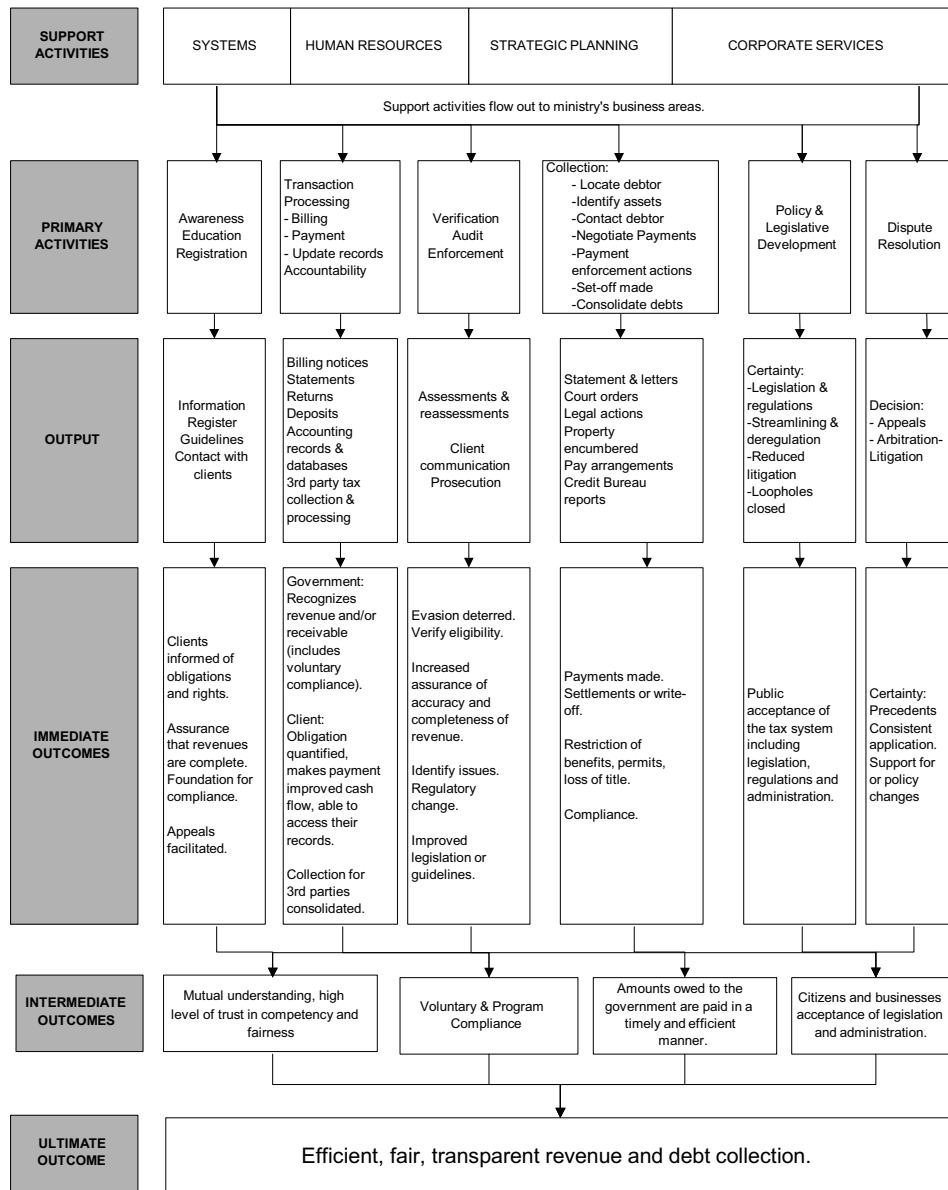 SUPPORT
ACTIVITIES
SYSTEMS
HUMAN RESOURCES
STRATEGIC PLANNING
CORPORATE SERVICES
Support activities flow out to ministry's business areas.
PRIMARY
ACTIVITIES
Awareness
Education
Registration
Transaction
Processing
- Billing
- Payment
- Update records
Accountability
Verification
Audit
Enforcement
Collection:
- Locate debtor
- Identify assets
- Contact debtor
-Negotiate Payments
-Payment
enforcement actions
-Set-off made
-Consolidate debts
Policy &
Legislative
Development
Dispute
Resolution
OUTPUT
Information
Register
Guidelines
Contact with
clients
Billing notices
Statements
Returns
Deposits
Accounting
records &
databases
3rd party tax
collection &
processing
Assessments &
reassessments
Client
communication
Prosecution
Statement & letters
Court orders
Legal actions
Property
encumbered
Pay arrangements
Credit Bureau
reports
Certainty:
-Legislation &
regulations
-Streamlining &
deregulation
-Reduced
litigation
-Loopholes
closed
Decision:
- Appeals
- Arbitration-
Litigation
IMMEDIATE
OUTCOMES
Clients
informed of
obligations
and rights.
Assurance
that revenues
are complete.
Foundation for
compliance.
Appeals
facilitated.
Government:
Recognizes
revenue and/or
receivable
(includes
voluntary
compliance).
Client:
Obligation
quantified,
makes payment
improved cash
flow, able to
access their
records.
Collection for
3rd parties
consolidated.
Evasion deterred.
Verify eligibility.
Increased
assurance of
accuracy and
completeness of
revenue.
Identify issues.
Regulatory
change.
Improved
legislation or
guidelines.
Payments made.
Settlements or write-
off.
Restriction of
benefits, permits,
loss of title.
Compliance.
Public
acceptance of
the tax system
including
legislation,
regulations and
administration.
Certainty:
Precedents
Consistent
application.
Support for
or policy
changes
INTERMEDIATE
OUTCOMES
Mutual understanding, high
level of trust in competency and
fairness
Voluntary & Program
Compliance
Amounts owed to the
government are paid in a
timely and efficient
manner.
Citizens and businesses
acceptance of legislation
and administration.
ULTIMATE
OUTCOME
Efficient, fair, transparent revenue and debt collection.